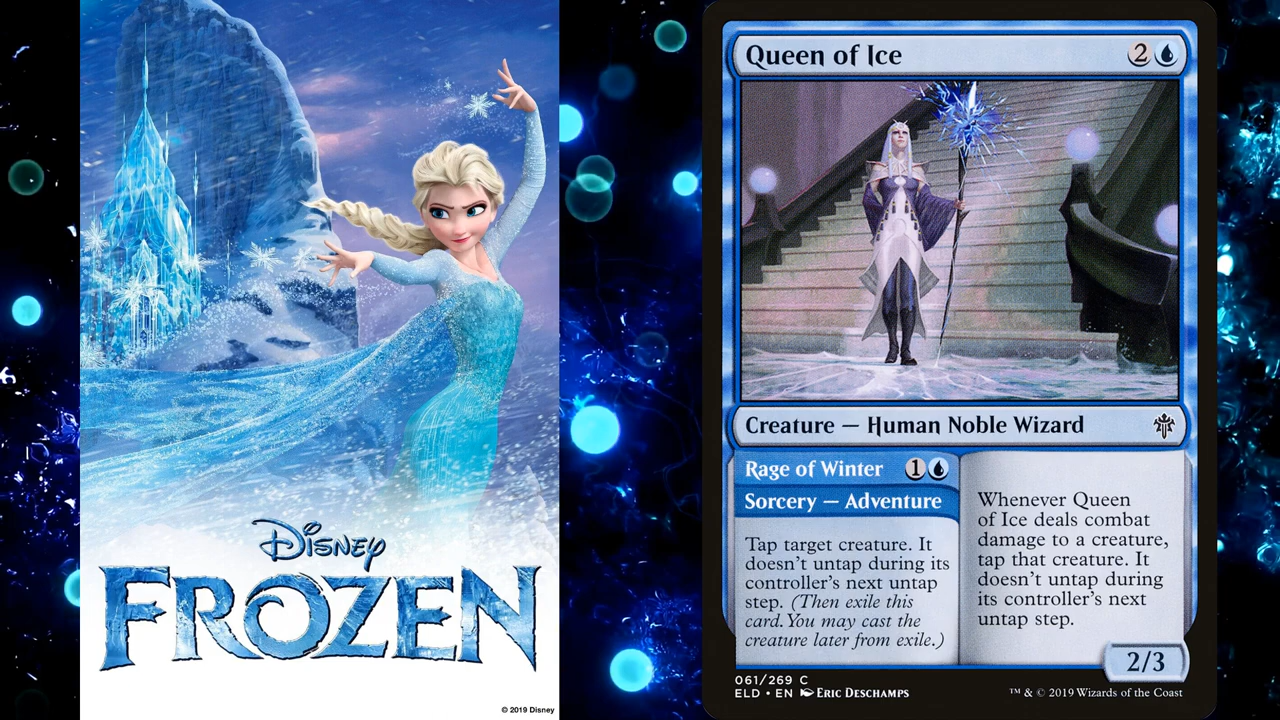 Disney
FROZEN
© 2019 Disney
Queen of Ice
2
Creature — Human Noble Wizard
Rage of Winter 1
Sorcery — Adventure
Tap target creature. It
doesn't untap during its
controller's next untap
step. (Then exile this
card. You may cast the
creature later from exile.)
Whenever Queen
of Ice deals combat
damage to a creature,
tap that creature. It
doesn't untap during
its controller's next
untap step.
2/3
061/269 C
ELD • EN Eric Deschamps
™ & © 2019 Wizards of the Coast